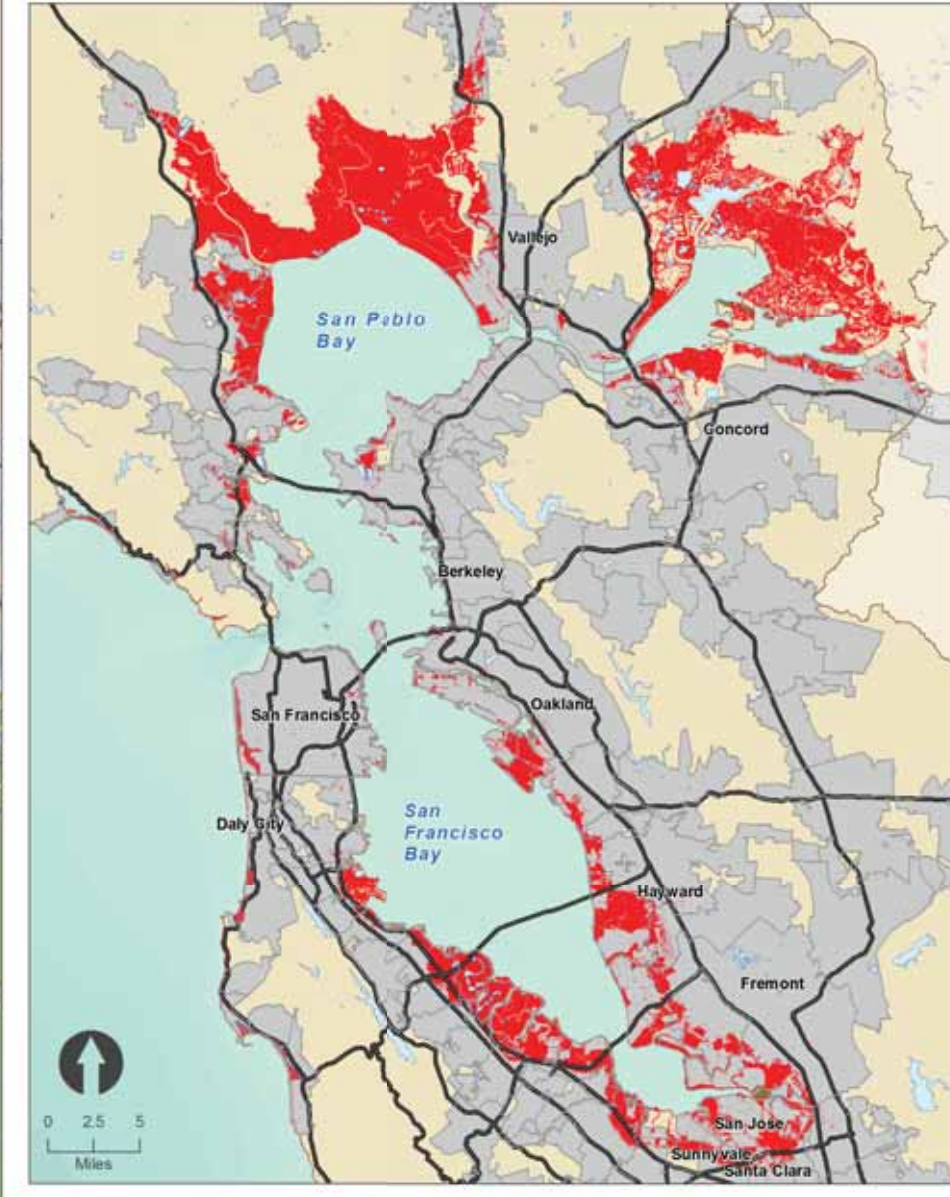 Vallejo
San Pablo
Bay
Concord
Berkeley
Oakland
San Francisco
San
Francisco
Bay
Daly City
Hayward
Fremont
0 2.5 5
Miles
San Jose
Sunnyvale
Santa Clara